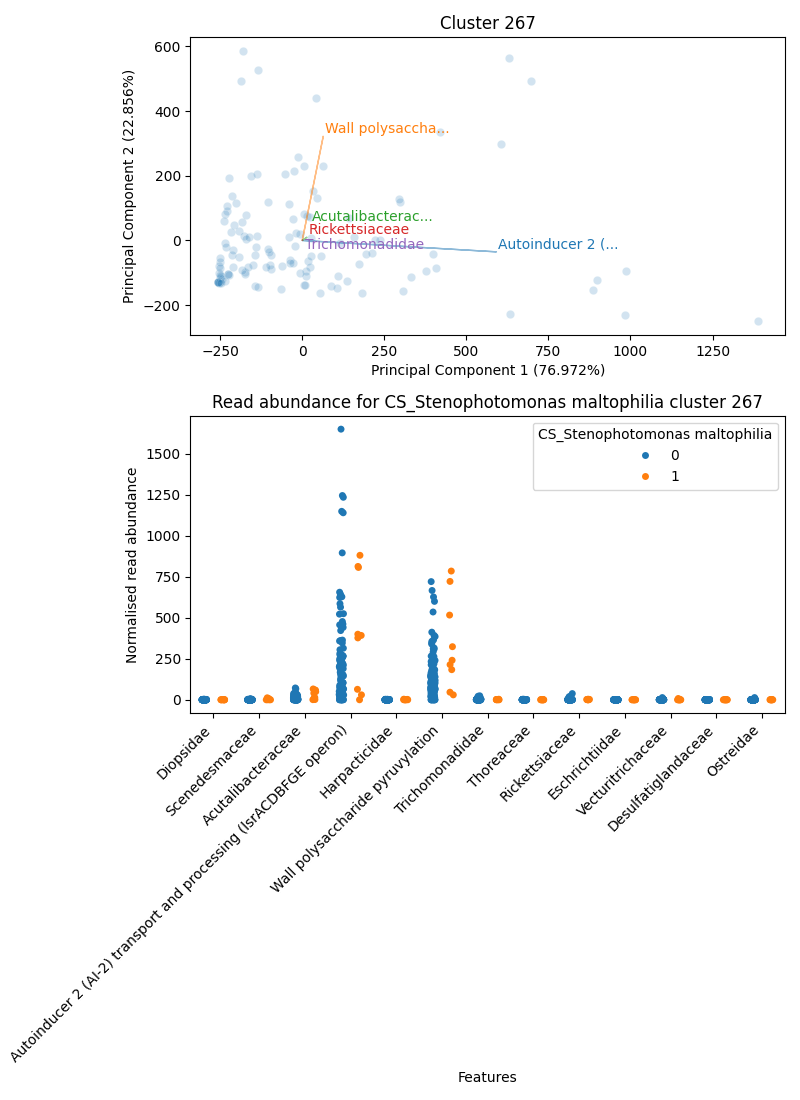 Cluster 267
600
400
200
0
−200
Principal Component 2 (22.856%)
Wall polysaccha...
Acutalibacterac...
Rickettsiaceae
Trichomonadidae
Autoinducer 2 (...
−250
0
250
500
750
1000
1250
Principal Component 1 (76.972%)
Read abundance for CS_Stenophotomonas maltophilia cluster 267
CS_Stenophotomonas maltophilia
0
1
1500
1250
1000
750
500
250
0
Normalised read abundance
Diopsidae
Scenedesmaceae
Acutalibacteraceae
Autoinducer 2 (AI-2) transport and processing (lsrACDBFGE operon)
Harpacticidae
Wall polysaccharide pyruvylation
Trichomonadidae
Thoreaceae
Rickettsiaceae
Eschrichtiidae
Vecturitrichaceae
Desulfatiglandaceae
Ostreidae
Features